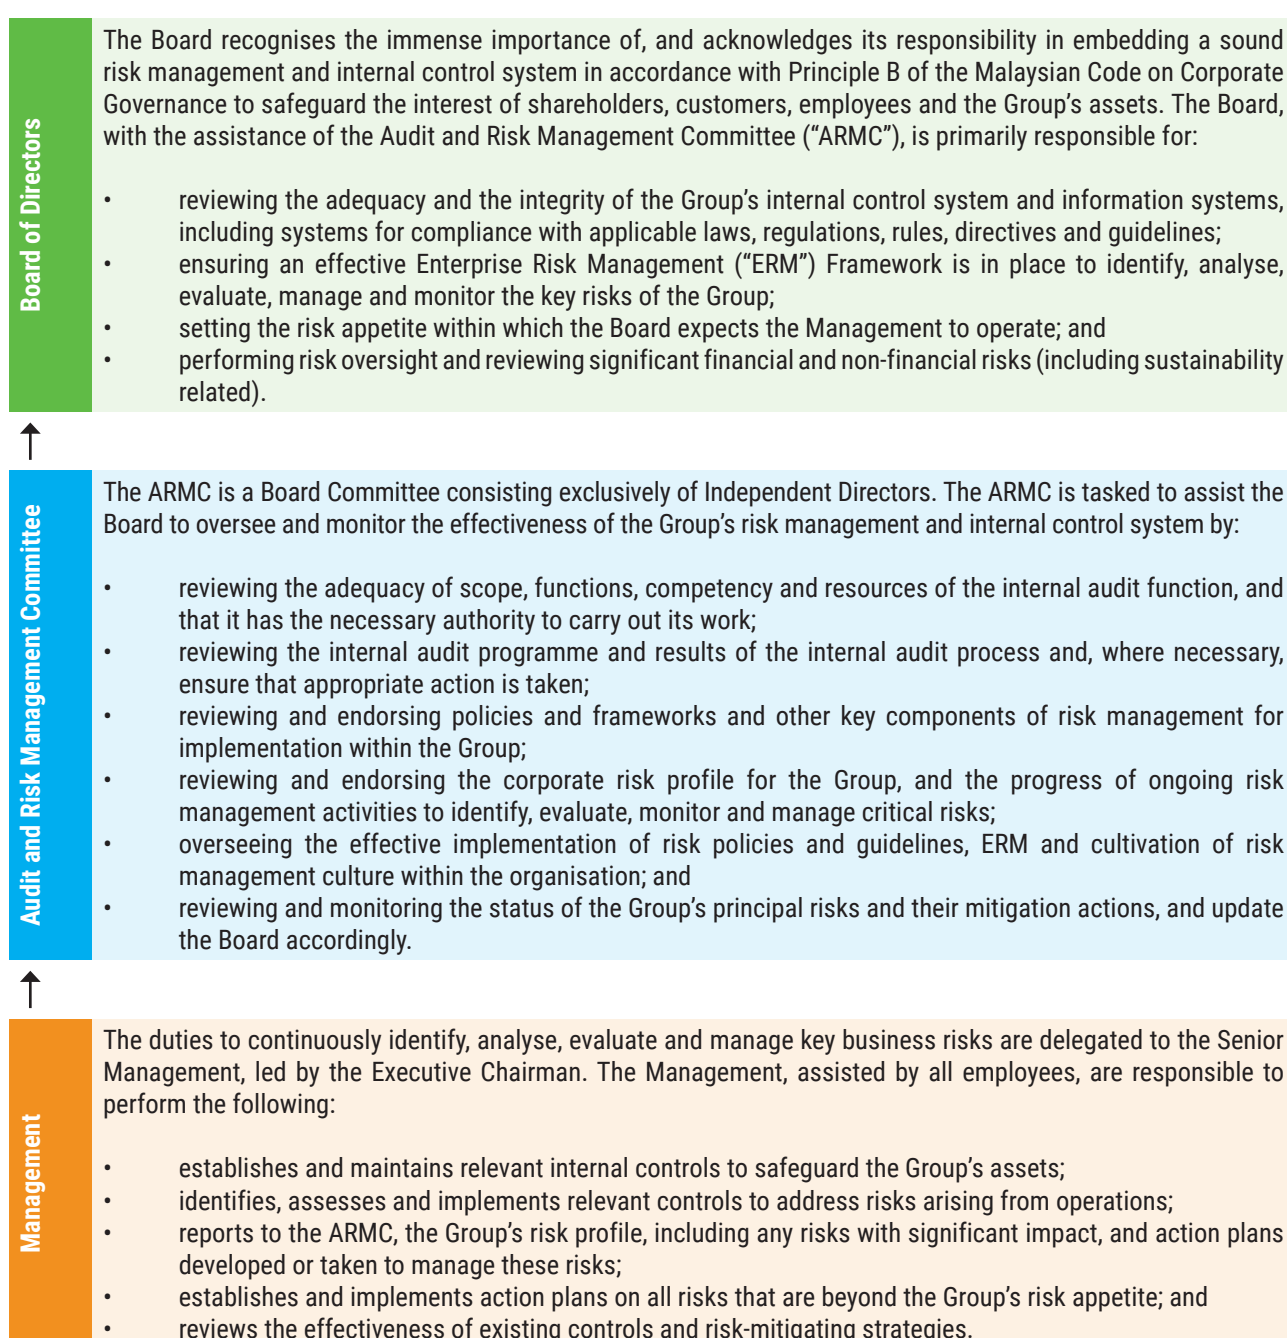 Board of Directors
The Board recognises the immense importance of, and acknowledges its responsibility in embedding a sound
risk management and internal control system in accordance with Principle B of the Malaysian Code on Corporate
Governance to safeguard the interest of shareholders, customers, employees and the Group's assets. The Board,
with the assistance of the Audit and Risk Management Committee (“ARMC”), is primarily responsible for:
• reviewing the adequacy and the integrity of the Group's internal control system and information systems,
including systems for compliance with applicable laws, regulations, rules, directives and guidelines;
• ensuring an effective Enterprise Risk Management (“ERM”) Framework is in place to identify, analyse,
evaluate, manage and monitor the key risks of the Group;
• setting the risk appetite within which the Board expects the Management to operate; and
• performing risk oversight and reviewing significant financial and non-financial risks (including sustainability
related).
Audit and Risk Management Committee
The ARMC is a Board Committee consisting exclusively of Independent Directors. The ARMC is tasked to assist the
Board to oversee and monitor the effectiveness of the Group's risk management and internal control system by:
• reviewing the adequacy of scope, functions, competency and resources of the internal audit function, and
that it has the necessary authority to carry out its work;
• reviewing the internal audit programme and results of the internal audit process and, where necessary,
ensure that appropriate action is taken;
• reviewing and endorsing policies and frameworks and other key components of risk management for
implementation within the Group;
• reviewing and endorsing the corporate risk profile for the Group, and the progress of ongoing risk
management activities to identify, evaluate, monitor and manage critical risks;
• overseeing the effective implementation of risk policies and guidelines, ERM and cultivation of risk
management culture within the organisation; and
• reviewing and monitoring the status of the Group's principal risks and their mitigation actions, and update
the Board accordingly.
Management
The duties to continuously identify, analyse, evaluate and manage key business risks are delegated to the Senior
Management, led by the Executive Chairman. The Management, assisted by all employees, are responsible to
perform the following:
• establishes and maintains relevant internal controls to safeguard the Group's assets;
• identifies, assesses and implements relevant controls to address risks arising from operations;
• reports to the ARMC, the Group's risk profile, including any risks with significant impact, and action plans
developed or taken to manage these risks;
• establishes and implements action plans on all risks that are beyond the Group's risk appetite; and
• reviews the effectiveness of existing controls and risk-mitigating strategies.